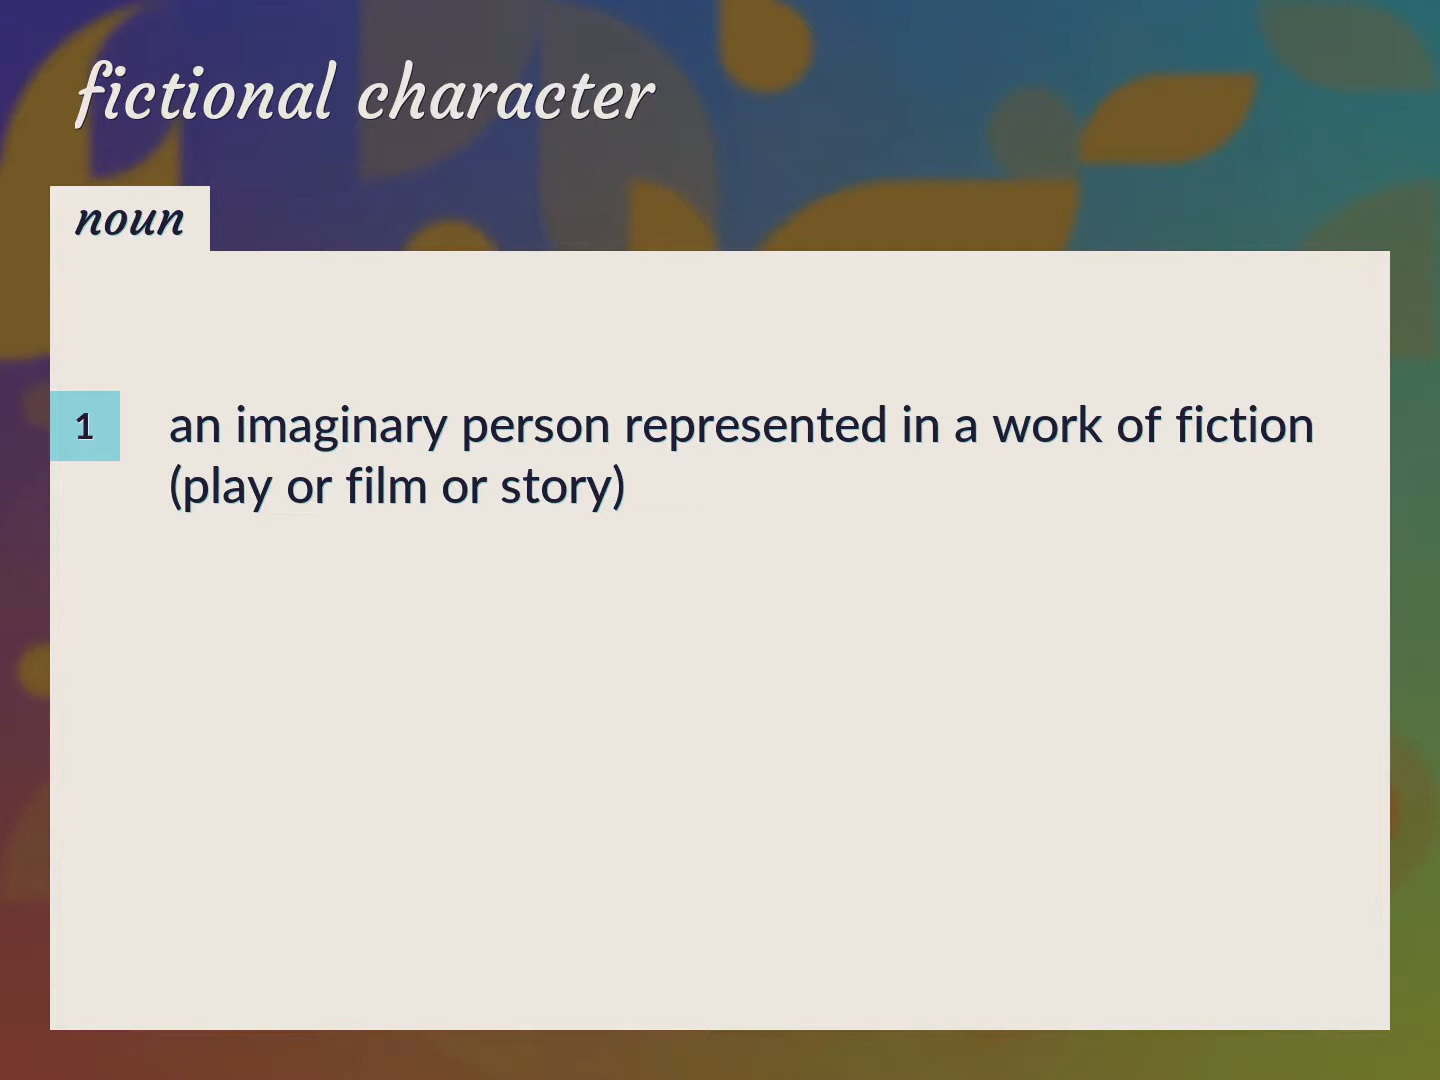 fictional character
noun
1 an imaginary person represented in a work of fiction
(play or film or story)